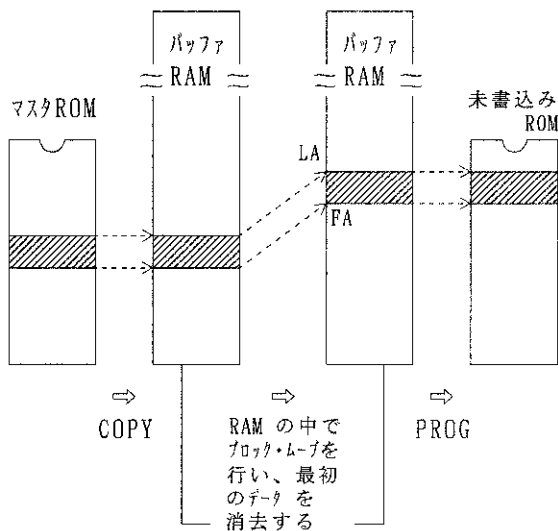 バッファ
RAM
バッファ
RAM
マスタROM
未書込み
ROM
LA
FA
⇨
COPY
⇨
RAM の中で
ブロック・ムーブを
行い、最初
のデータ を
消去する
⇨
PROG